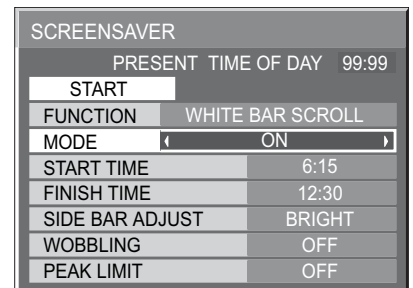 SCREENSAVER
PRESENT TIME OF DAY 99:99
START
FUNCTION WHITE BAR SCROLL
MODE ON
START TIME 6:15
FINISH TIME 12:30
SIDE BAR ADJUST BRIGHT
WOBBLING OFF
PEAK LIMIT OFF